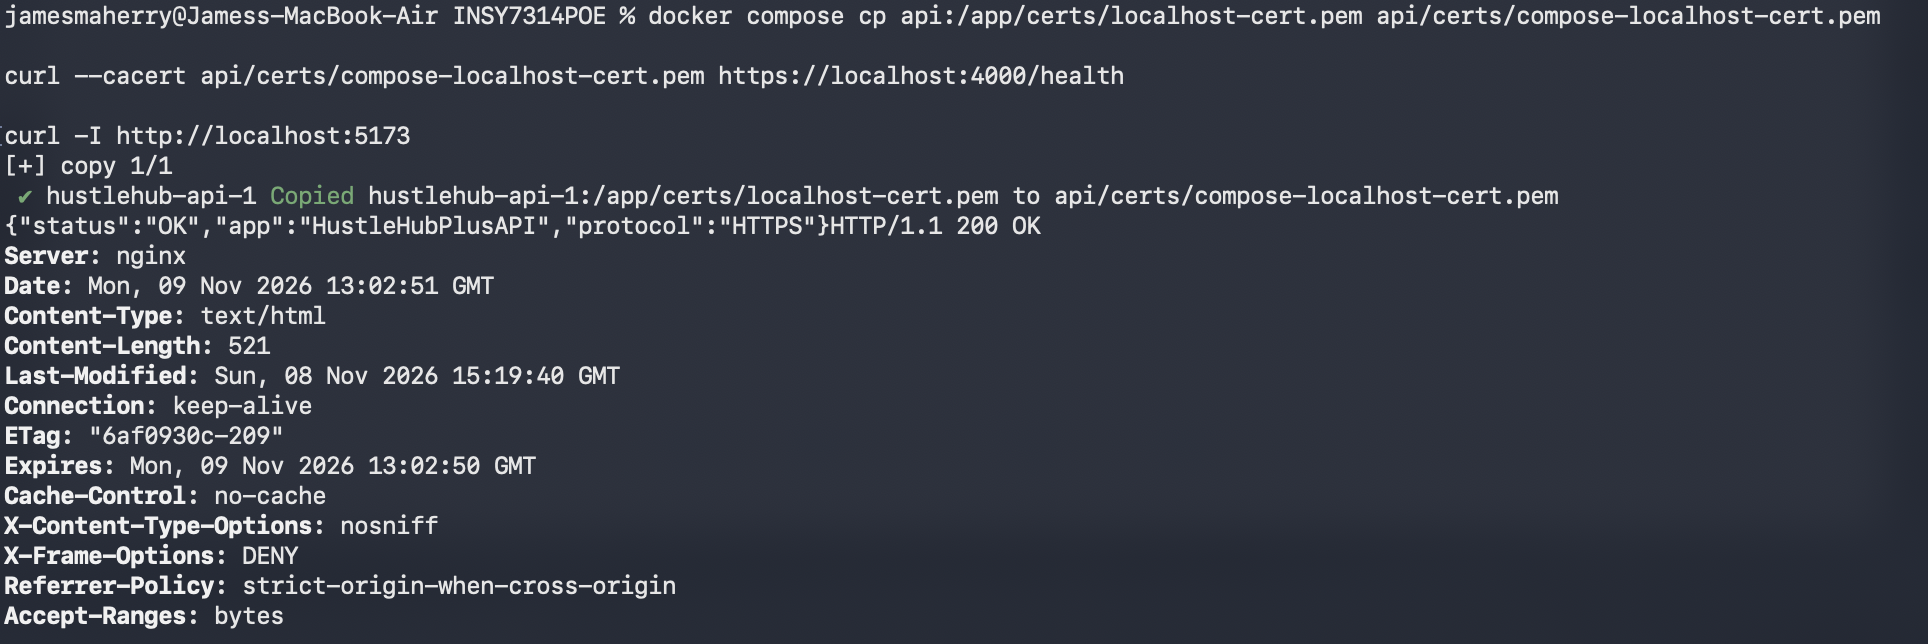 jamesmaherry@Jamess-MacBook-Air INSY7314POE % docker compose cp api:/app/certs/localhost-cert.pem api/certs/compose-localhost-cert.pem
curl --cacert api/certs/compose-localhost-cert.pem https://localhost:4000/health
curl -I http://localhost:5173
[+] copy 1/1
✔ hustlehub-api-1 Copied hustlehub-api-1:/app/certs/localhost-cert.pem to api/certs/compose-localhost-cert.pem
{"status":"OK","app":"HustleHubPlusAPI","protocol":"HTTPS"}HTTP/1.1 200 OK
Server: nginx
Date: Mon, 09 Nov 2026 13:02:51 GMT
Content-Type: text/html
Content-Length: 521
Last-Modified: Sun, 08 Nov 2026 15:19:40 GMT
Connection: keep-alive
ETag: "6af0930c-209"
Expires: Mon, 09 Nov 2026 13:02:50 GMT
Cache-Control: no-cache
X-Content-Type-Options: nosniff
X-Frame-Options: DENY
Referrer-Policy: strict-origin-when-cross-origin
Accept-Ranges: bytes